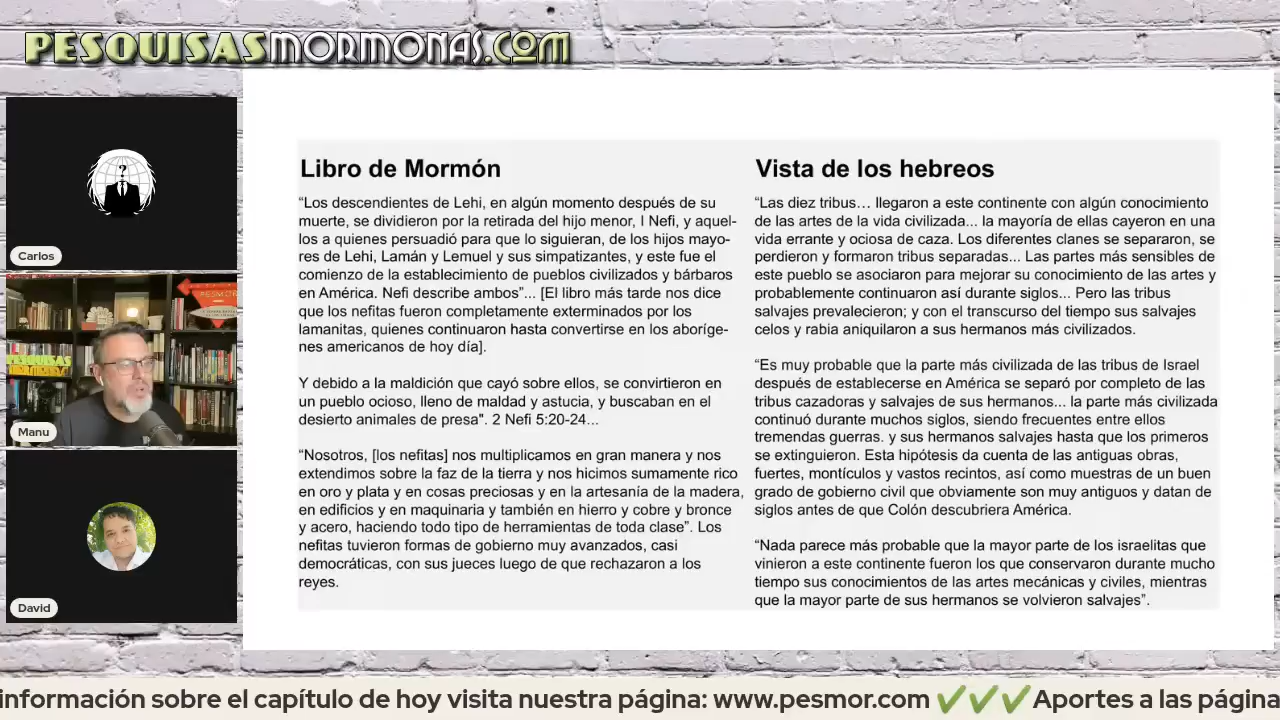 PESQUISASMORMONAS.COM
Carlos
Manu
David
Libro de Mormón
“Los descendientes de Lehi, en algún momento después de su
muerte, se dividieron por la retirada del hijo menor, I Nefi, y aquel-
los a quienes persuadió para que lo siguieran, de los hijos mayo-
res de Lehi, Lamán y Lemuel y sus simpatizantes, y este fue el
comienzo de la establecimiento de pueblos civilizados y bárbaros
en América. Nefi describe ambos”... [El libro más tarde nos dice
que los nefitas fueron completamente exterminados por los
lamanitas, quienes continuaron hasta convertirse en los aboríge-
nes americanos de hoy día].
Y debido a la maldición que cayó sobre ellos, se convirtieron en
un pueblo ocioso, lleno de maldad y astucia, y buscaban en el
desierto animales de presa". 2 Nefi 5:20-24...
“Nosotros, [los nefitas] nos multiplicamos en gran manera y nos
extendimos sobre la faz de la tierra y nos hicimos sumamente rico
en oro y plata y en cosas preciosas y en la artesanía de la madera,
en edificios y en maquinaria y también en hierro y cobre y bronce
y acero, haciendo todo tipo de herramientas de toda clase”. Los
nefitas tuvieron formas de gobierno muy avanzados, casi
democráticas, con sus jueces luego de que rechazaron a los
reyes.
Vista de los hebreos
“Las diez tribus… llegaron a este continente con algún conocimiento
de las artes de la vida civilizada... la mayoría de ellas cayeron en una
vida errante y ociosa de caza. Los diferentes clanes se separaron, se
perdieron y formaron tribus separadas... Las partes más sensibles de
este pueblo se asociaron para mejorar su conocimiento de las artes y
probablemente continuaron así durante siglos... Pero las tribus
salvajes prevalecieron; y con el transcurso del tiempo sus salvajes
celos y rabia aniquilaron a sus hermanos más civilizados.
“Es muy probable que la parte más civilizada de las tribus de Israel
después de establecerse en América se separó por completo de las
tribus cazadoras y salvajes de sus hermanos... la parte más civilizada
continuó durante muchos siglos, siendo frecuentes entre ellos
tremendas guerras. y sus hermanos salvajes hasta que los primeros
se extinguieron. Esta hipótesis da cuenta de las antiguas obras,
fuertes, montículos y vastos recintos, así como muestras de un buen
grado de gobierno civil que obviamente son muy antiguos y datan de
siglos antes de que Colón descubriera América.
“Nada parece más probable que la mayor parte de los israelitas que
vinieron a este continente fueron los que conservaron durante mucho
tiempo sus conocimientos de las artes mecánicas y civiles, mientras
que la mayor parte de sus hermanos se volvieron salvajes”.
información sobre el capítulo de hoy visita nuestra página: www.pesmor.com ✓✓✓Aportes a las página